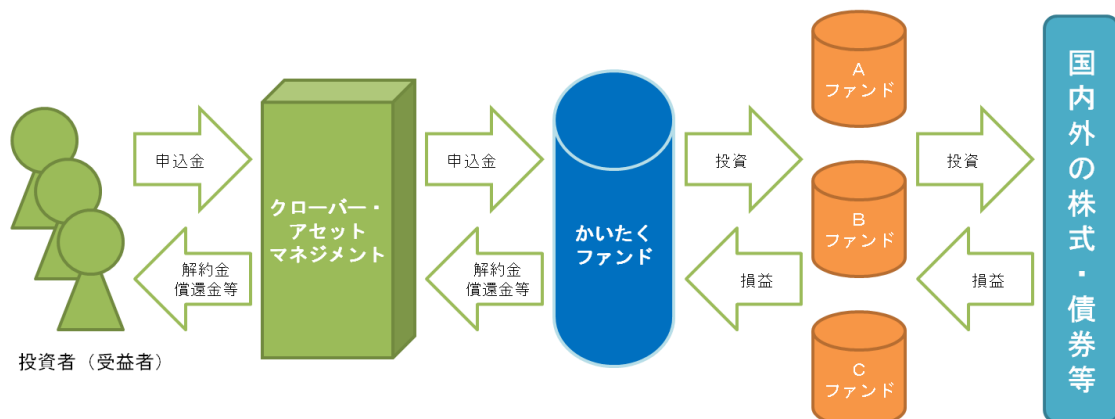 申込金
解約金
償還金等
投資者（受益者）
クローバー・
アセット
マネジメント
申込金
解約金
償還金等
かいたく
ファンド
投資
損益
A
ファンド
B
ファンド
C
ファンド
投資
損益
国内外の株式・債券等